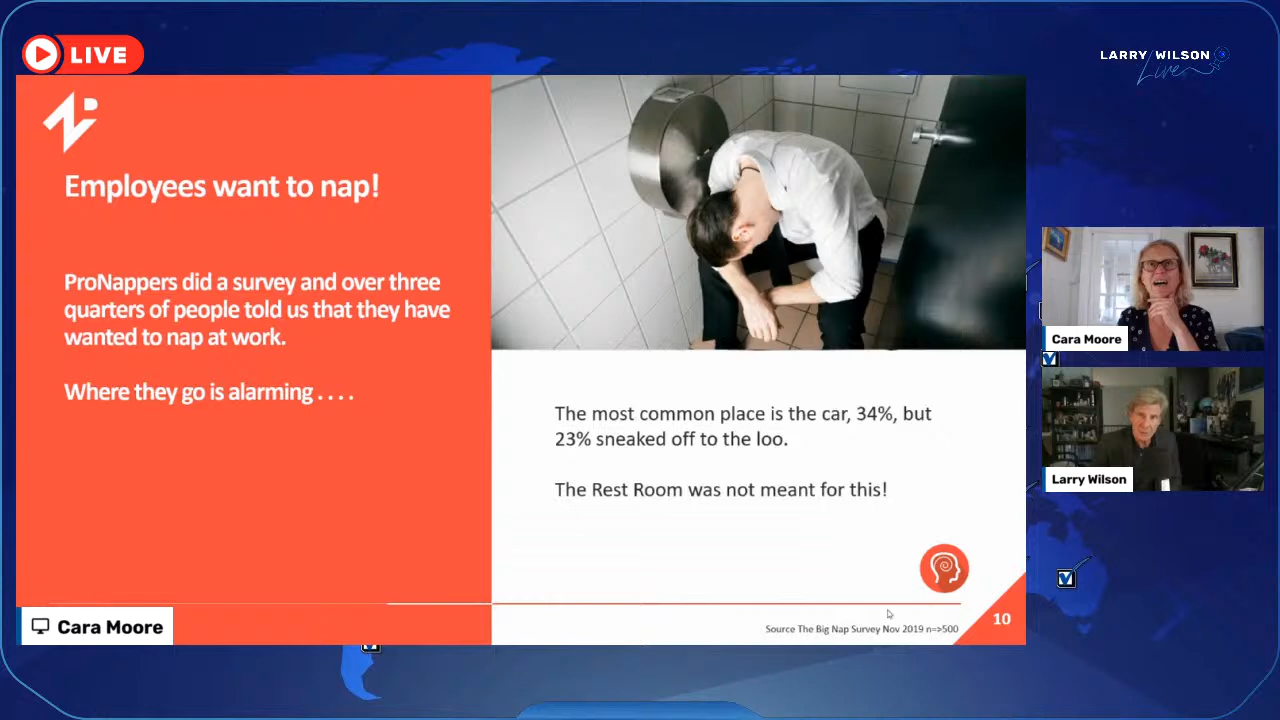 LIVE
LARRY WILSON
Live
Employees want to nap!
ProNappers did a survey and over three
quarters of people told us that they have
wanted to nap at work.
Where they go is alarming . . . .
The most common place is the car, 34%, but
23% sneaked off to the loo.
The Rest Room was not meant for this!
Source The Big Nap Survey Nov 2019 n=>500
10
Cara Moore
Cara Moore
Larry Wilson